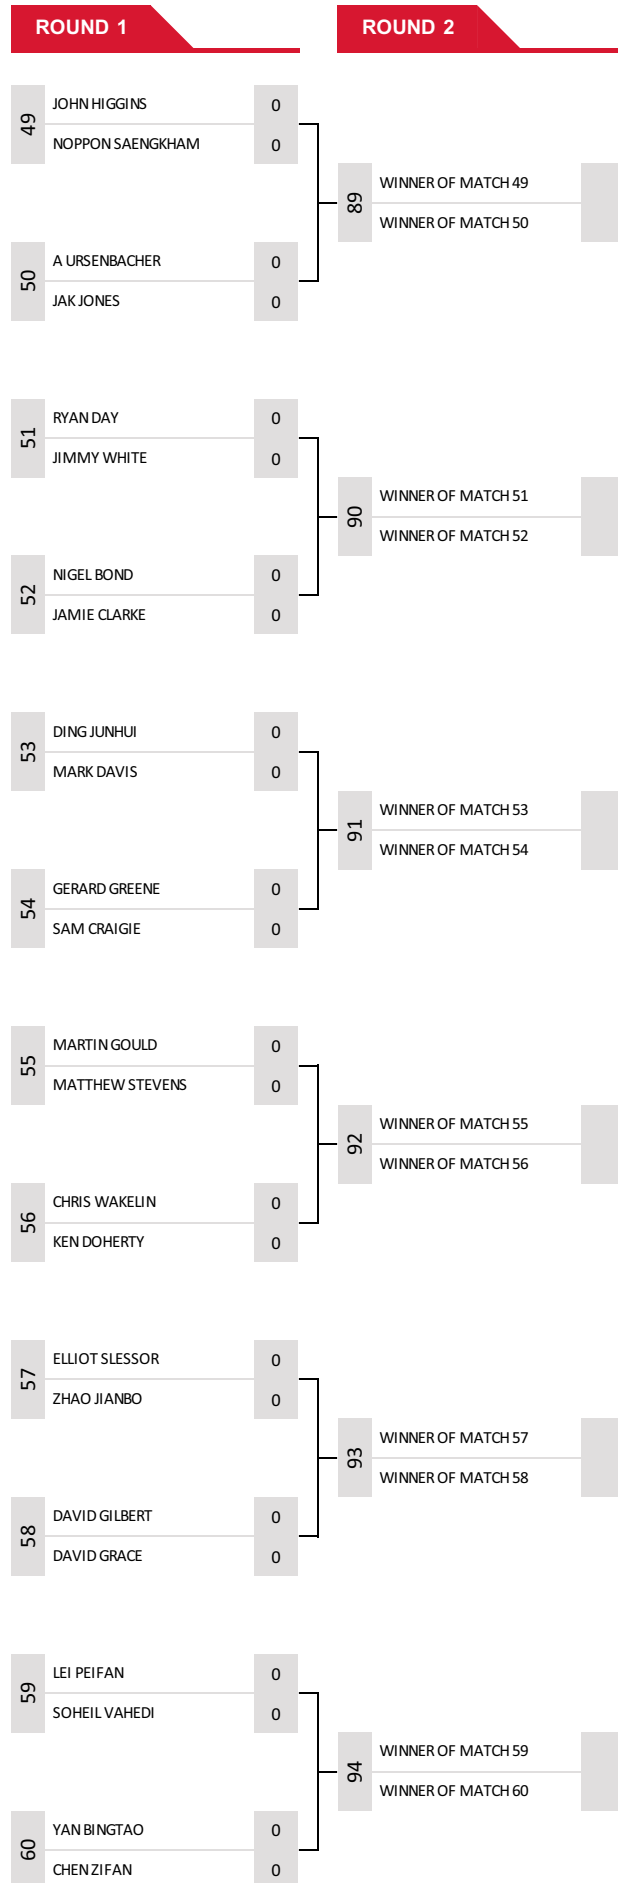 ROUND 1
ROUND 2
49
JOHN HIGGINS 0
NOPPON SAENGKHAM 0
89
WINNER OF MATCH 49
WINNER OF MATCH 50
50
A URSENBACHER 0
JAK JONES 0
51
RYAN DAY 0
JIMMY WHITE 0
90
WINNER OF MATCH 51
WINNER OF MATCH 52
52
NIGEL BOND 0
JAMIE CLARKE 0
53
DING JUNHUI 0
MARK DAVIS 0
91
WINNER OF MATCH 53
WINNER OF MATCH 54
54
GERARD GREENE 0
SAM CRAIGIE 0
55
MARTIN GOULD 0
MATTHEW STEVENS 0
92
WINNER OF MATCH 55
WINNER OF MATCH 56
56
CHRIS WAKELIN 0
KEN DOHERTY 0
57
ELLIOT SLESSOR 0
ZHAO JIANBO 0
93
WINNER OF MATCH 57
WINNER OF MATCH 58
58
DAVID GILBERT 0
DAVID GRACE 0
59
LEI PEIFAN 0
SOHEIL VAHEDI 0
94
WINNER OF MATCH 59
WINNER OF MATCH 60
60
YAN BINGTAO 0
CHEN ZIFAN 0